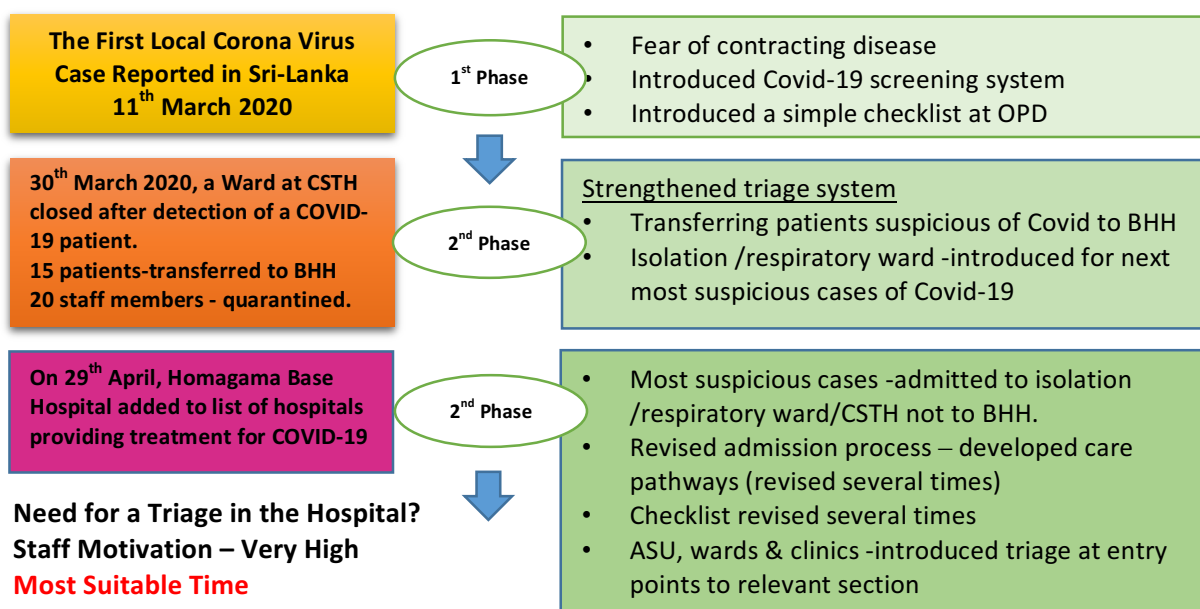 The First Local Corona Virus
Case Reported in Sri-Lanka
11th March 2020
1st Phase
• Fear of contracting disease
• Introduced Covid-19 screening system
• Introduced a simple checklist at OPD
30th March 2020, a Ward at CSTH
closed after detection of a COVID-
19 patient.
15 patients-transferred to BHH
20 staff members - quarantined.
2nd Phase
Strengthened triage system
• Transferring patients suspicious of Covid to BHH
• Isolation /respiratory ward -introduced for next
most suspicious cases of Covid-19
On 29th April, Homagama Base
Hospital added to list of hospitals
providing treatment for COVID-19
2nd Phase
• Most suspicious cases -admitted to isolation
/respiratory ward/CSTH not to BHH.
• Revised admission process – developed care
pathways (revised several times)
• Checklist revised several times
• ASU, wards & clinics -introduced triage at entry
points to relevant section
Need for a Triage in the Hospital?
Staff Motivation – Very High
Most Suitable Time